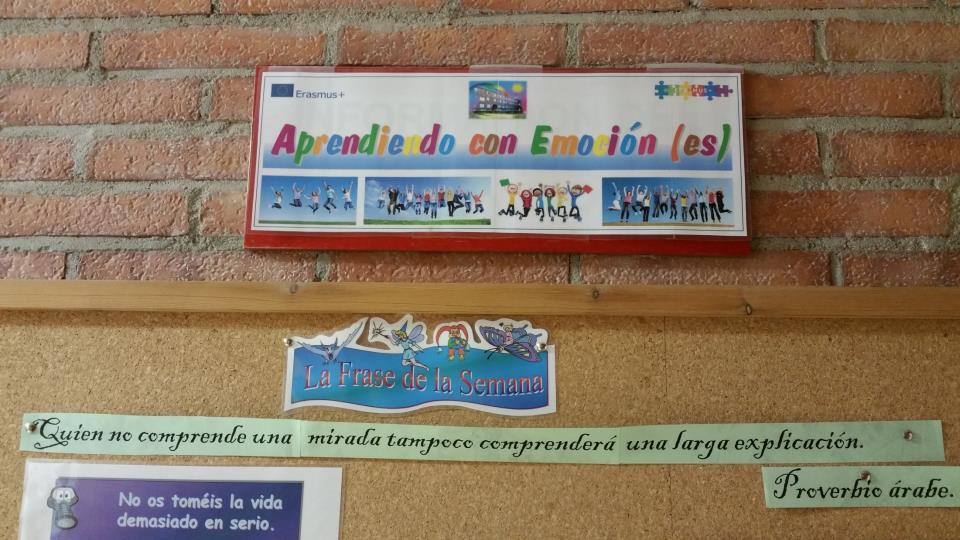 Erasmus+
Aprendiendo con Emoción (es)
La Frase de la Semana
Quien no comprende una mirada tampoco comprenderá una larga explicación.
Proverbio árabe.
No os toméis la vida
demasiado en serio.